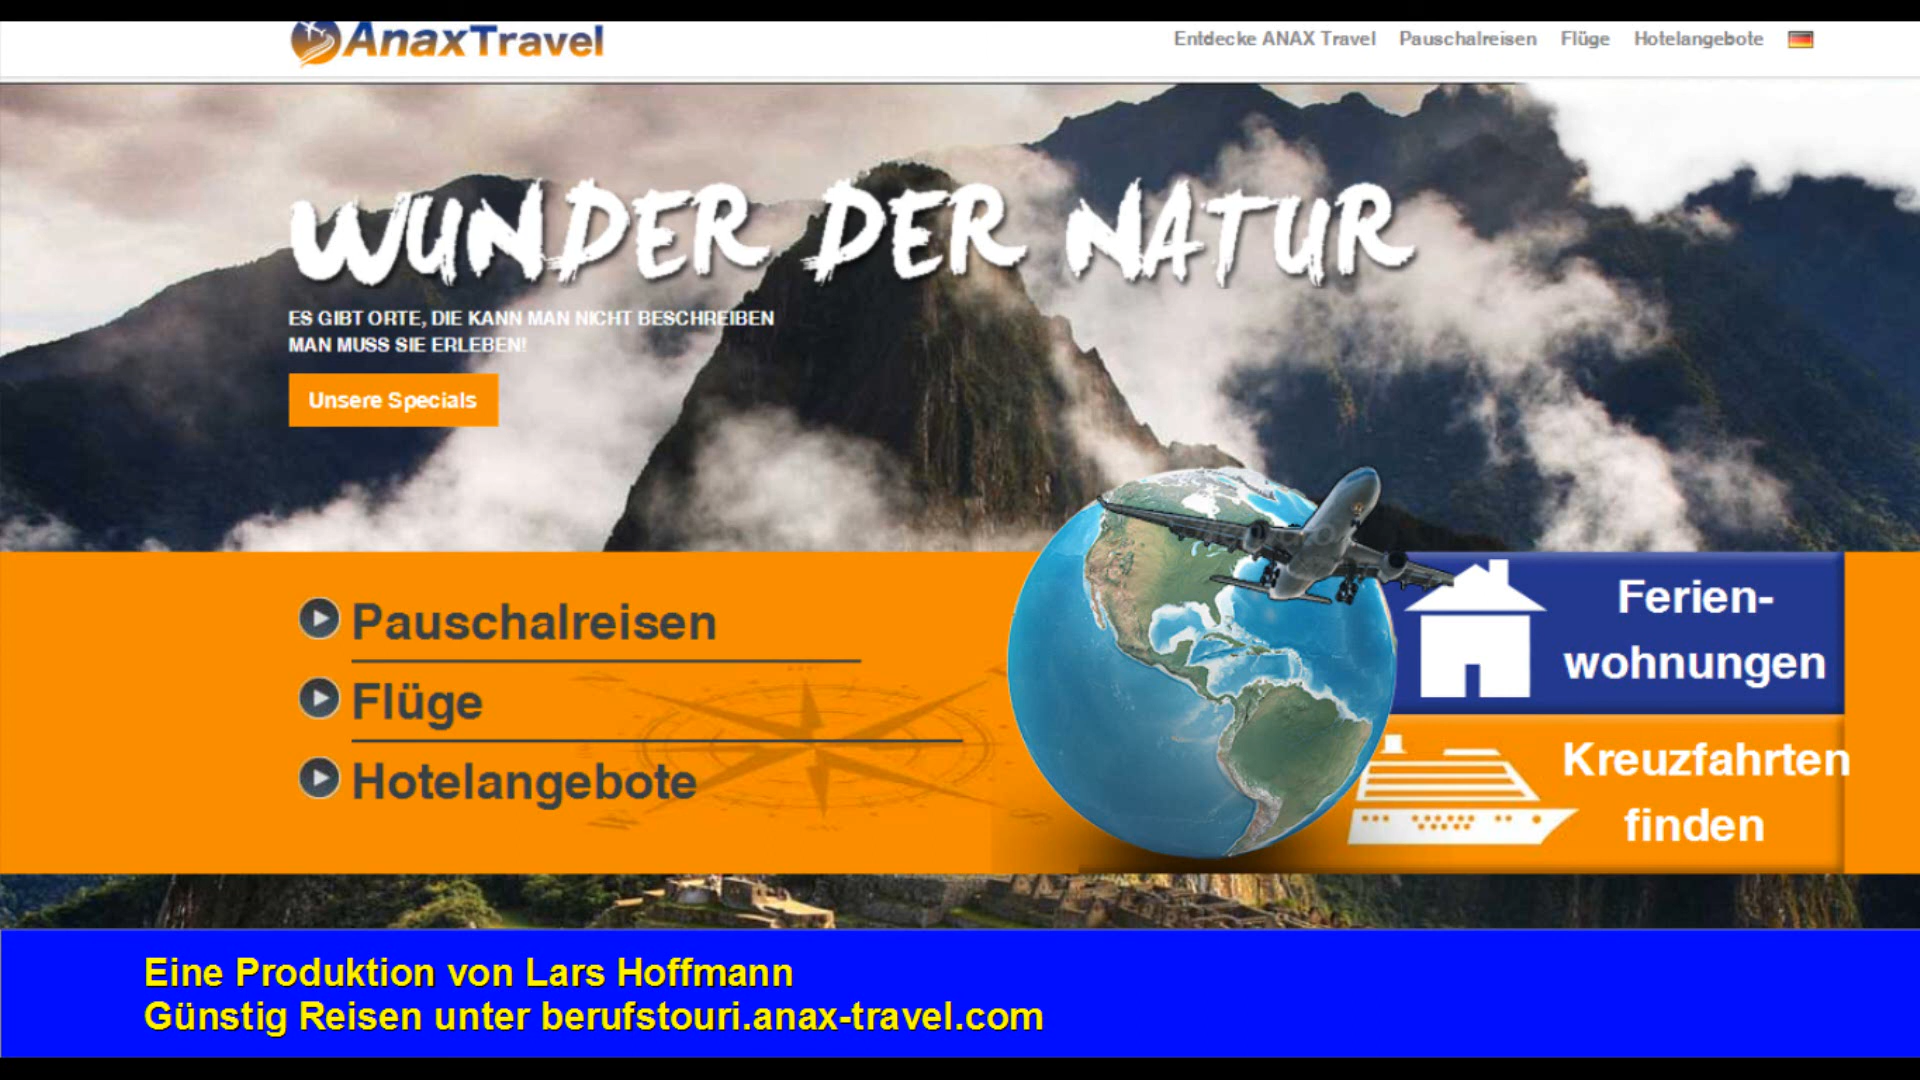 AnaxTravel
Entdecke ANAX Travel Pauschalreisen Flüge Hotelangebote
WUNDER DER NATUR
ES GIBT ORTE, DIE KANN MAN NICHT BESCHREIBEN
MAN MUSS SIE ERLEBEN!
Unsere Specials
Pauschalreisen
Flüge
Hotelangebote
Ferien-
wohnungen
Kreuzfahrten
finden
Eine Produktion von Lars Hoffmann
Günstig Reisen unter berufstouri.anax-travel.com